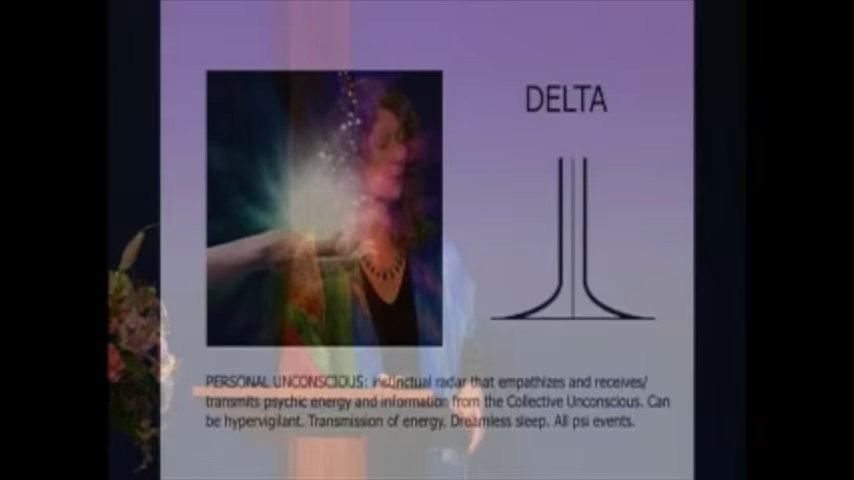 DELTA
PERSONAL UNCONSCIOUS: instinctual radar that empathizes and receives/
transmits psychic energy and information from the Collective Unconscious. Can
be hypervigilant. Transmission of energy. Dreamless sleep. All psi events.